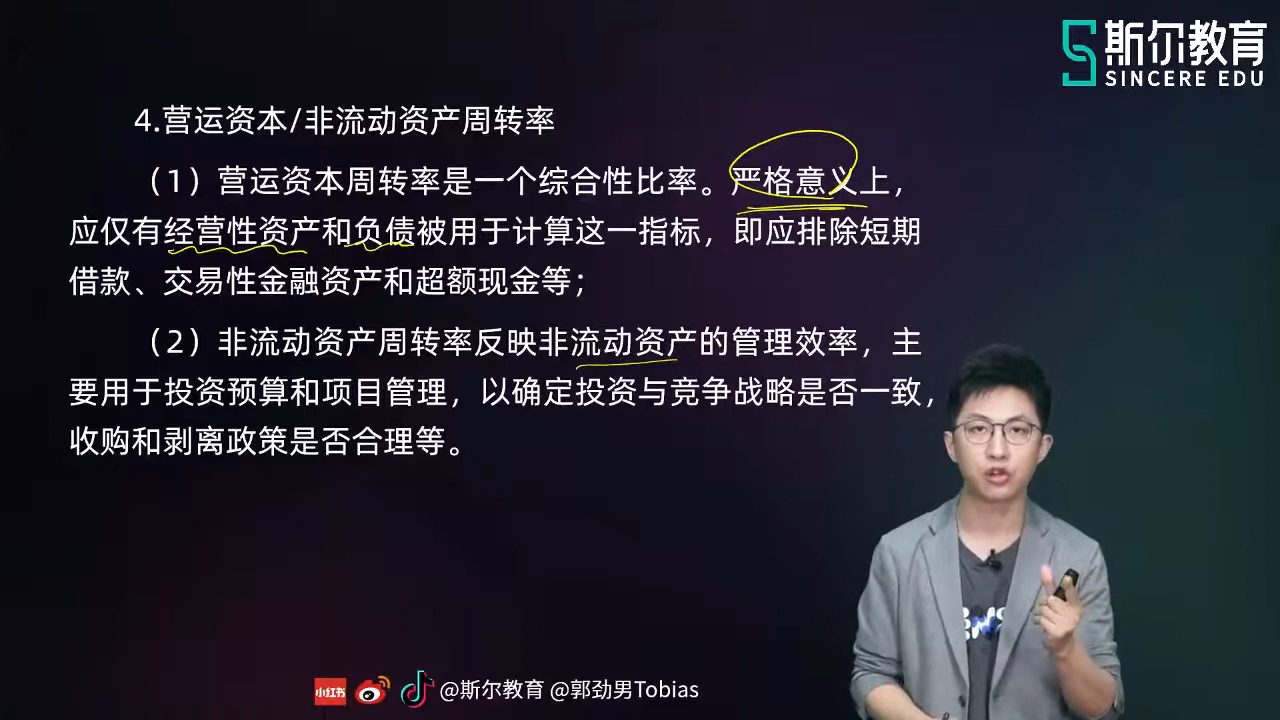 斯尔教育
SINCERE EDU
4.营运资本/非流动资产周转率
（1）营运资本周转率是一个综合性比率。严格意义上，
应仅有经营性资产和负债被用于计算这一指标，即应排除短期
借款、交易性金融资产和超额现金等；
（2）非流动资产周转率反映非流动资产的管理效率，主
要用于投资预算和项目管理，以确定投资与竞争战略是否一致，
收购和剥离政策是否合理等。
小红书 @斯尔教育 @郭劲男Tobias